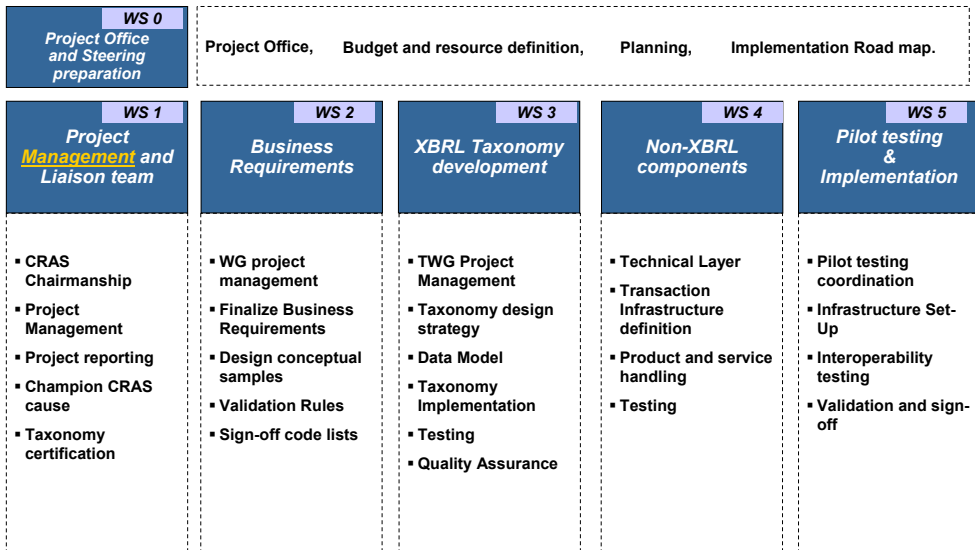 WS 0
Project Office
and Steering
preparation
Project Office, Budget and resource definition, Planning, Implementation Road map.
WS 1
Project
Management and
Liaison team
▪ CRAS
Chairmanship
▪ Project
Management
▪ Project reporting
▪ Champion CRAS
cause
▪ Taxonomy
certification
WS 2
Business
Requirements
▪ WG project
management
▪ Finalize Business
Requirements
▪ Design conceptual
samples
▪ Validation Rules
▪ Sign-off code lists
WS 3
XBRL Taxonomy
development
▪ TWG Project
Management
▪ Taxonomy design
strategy
▪ Data Model
▪ Taxonomy
Implementation
▪ Testing
▪ Quality Assurance
WS 4
Non-XBRL
components
▪ Technical Layer
▪ Transaction
Infrastructure
definition
▪ Product and service
handling
▪ Testing
WS 5
Pilot testing
&
Implementation
▪ Pilot testing
coordination
▪ Infrastructure Set-
Up
▪ Interoperability
testing
▪ Validation and sign-
off